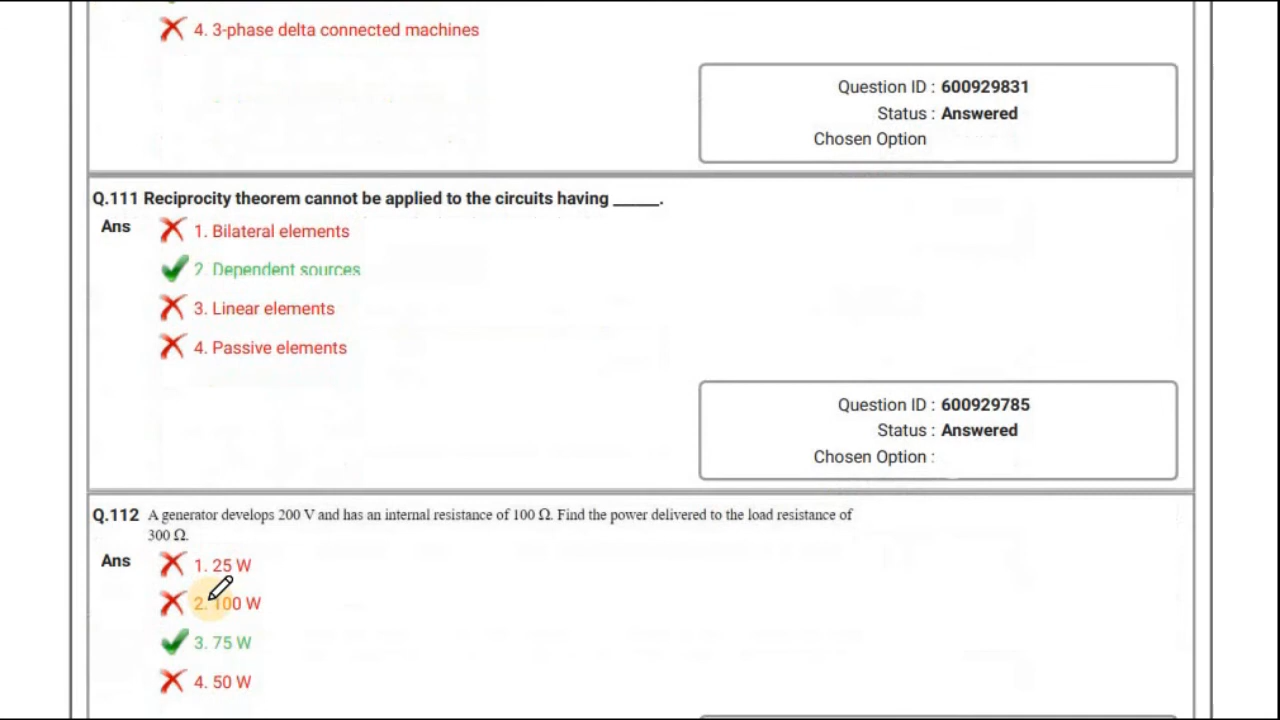 4. 3-phase delta connected machines
Question ID : 600929831
Status : Answered
Chosen Option
Q.111 Reciprocity theorem cannot be applied to the circuits having _____.
Ans
1. Bilateral elements
2. Dependent sources
3. Linear elements
4. Passive elements
Question ID : 600929785
Status : Answered
Chosen Option :
Q.112 A generator develops 200 V and has an internal resistance of 100 Ω. Find the power delivered to the load resistance of
300 Ω.
Ans
1. 25 W
2. 100 W
3. 75 W
4. 50 W